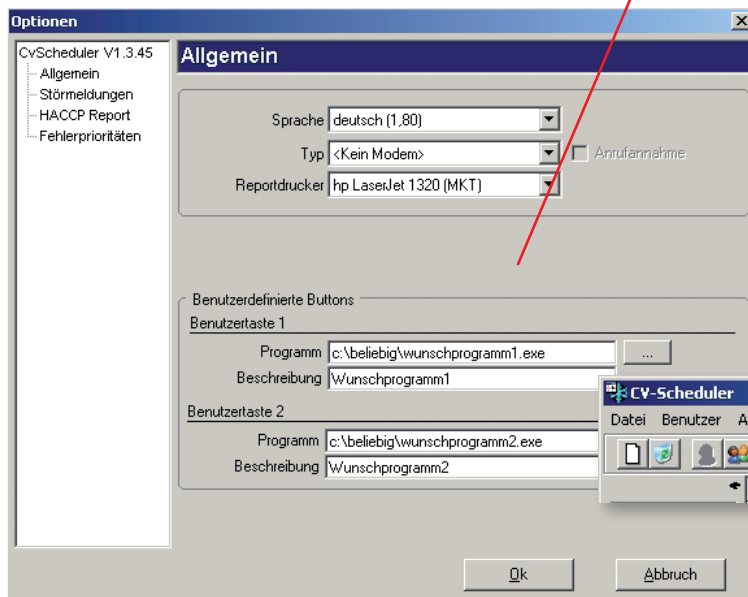 Optionen
CvScheduler V1.3.45
Allgemein
Störmeldungen
HACCP Report
Fehlerprioritäten
Allgemein
Sprache deutsch (1,80)
Typ <Kein Modem> Anrufannahme
Reportdrucker hp LaserJet 1320 (MKT)
Benutzerdefinierte Buttons
Benutzertaste 1
Programm c:\beliebig\wunschprogramm1.exe ...
Beschreibung Wunschprogramm1
Benutzertaste 2
Programm c:\beliebig\wunschprogramm2.exe
Beschreibung Wunschprogramm2
CV-Scheduler
Datei Benutzer A
Ok Abbruch